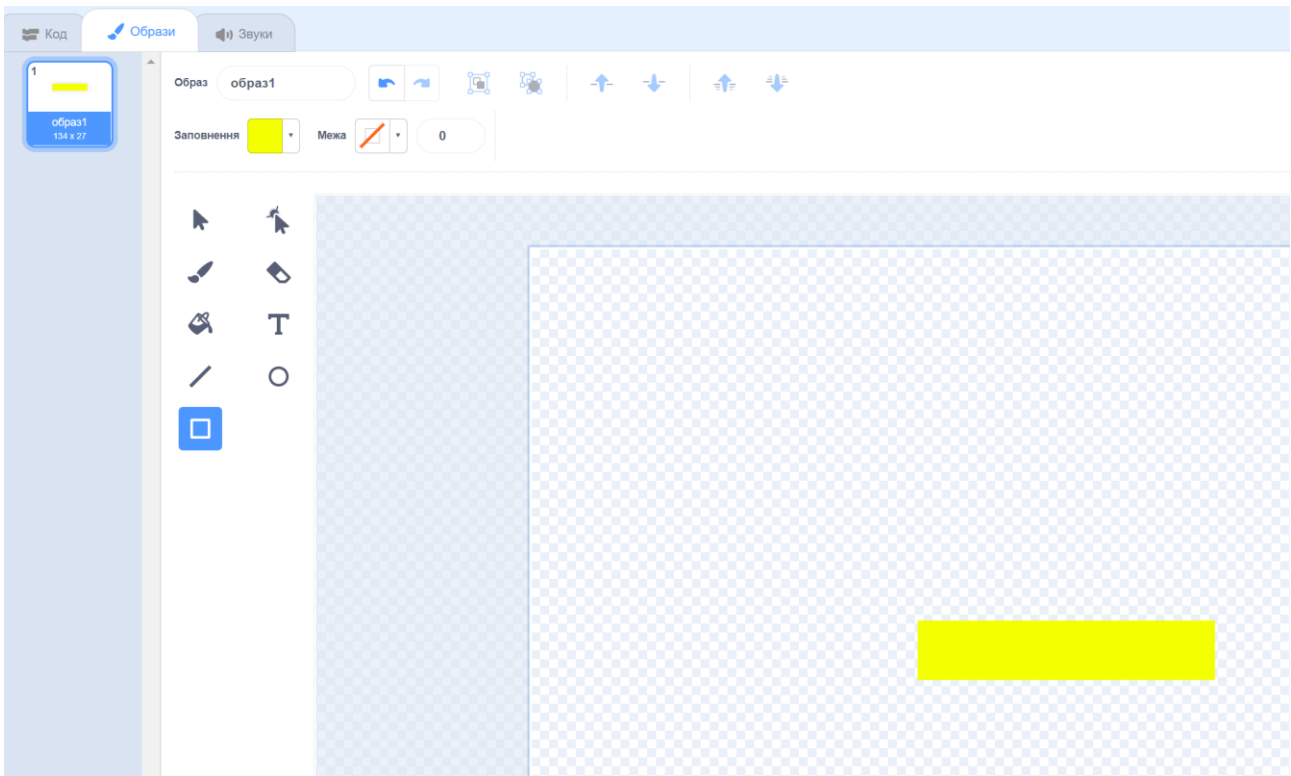 Код
Образи
Звуки
1
образ1
134 x 27
Образ
образ1
Заповнення
Межа
0
T